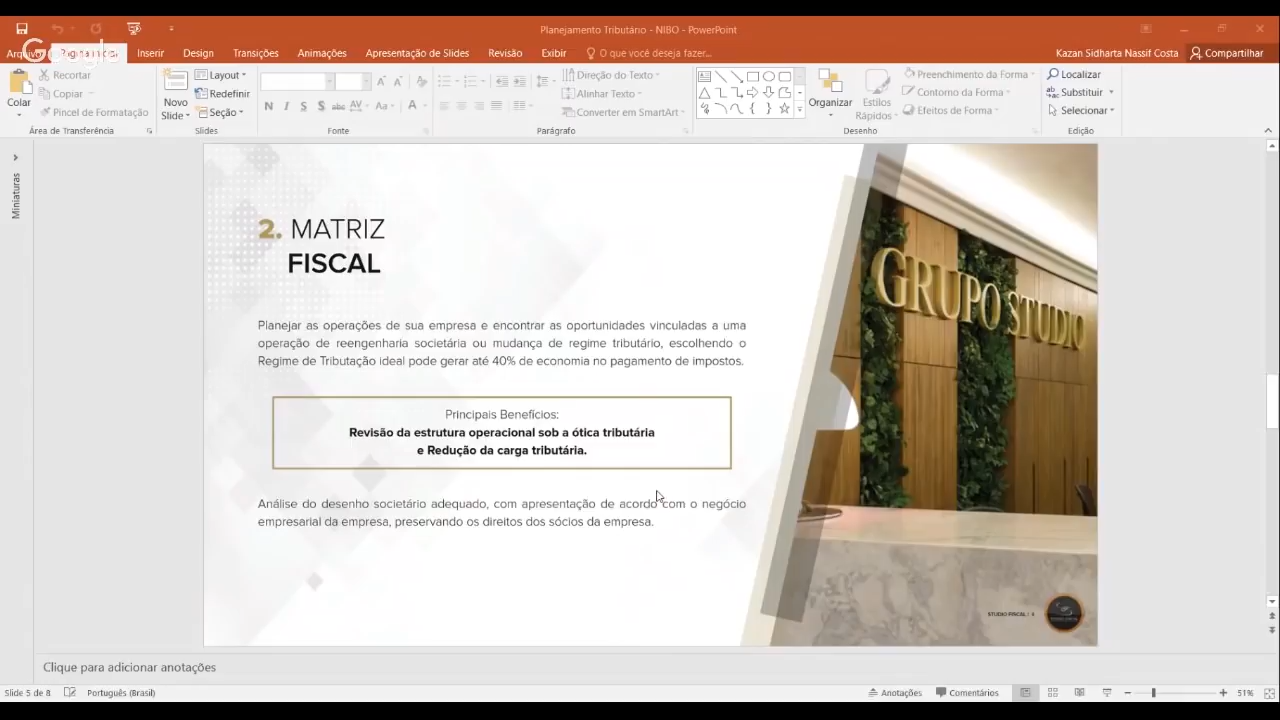 Planejamento Tributário - NIBO - PowerPoint
Google
Inserir
Design
Transições
Animações
Apresentação de Slides
Revisão
Exibir
O que você deseja fazer...
Kazan Sidharta Nassif Costa
Compartilhar
Colar
Recortar
Copiar
Pincel de Formatação
Área de Transferência
Novo
Slide
Layout
Redefinir
Seção
Slides
N I S S abc AV Aa A
Fonte
Direção do Texto
Alinhar Texto
Converter em SmartArt
Parágrafo
Organizar
Estilos
Rápidos
Preenchimento da Forma
Contorno da Forma
Efeitos de Forma
Desenho
Localizar
Substituir
Selecionar
Edição
Miniaturas
2. MATRIZ
FISCAL
Planejar as operações de sua empresa e encontrar as oportunidades vinculadas a uma
operação de reengenharia societária ou mudança de regime tributário, escolhendo o
Regime de Tributação ideal pode gerar até 40% de economia no pagamento de impostos.
Principais Benefícios:
Revisão da estrutura operacional sob a ótica tributária
e Redução da carga tributária.
Análise do desenho societário adequado, com apresentação de acordo com o negócio
empresarial da empresa, preservando os direitos dos sócios da empresa.
GRUPO STUDIO
STUDIO FISCAL |
Clique para adicionar anotações
Slide 5 de 8
Português (Brasil)
Anotações
Comentários
51%